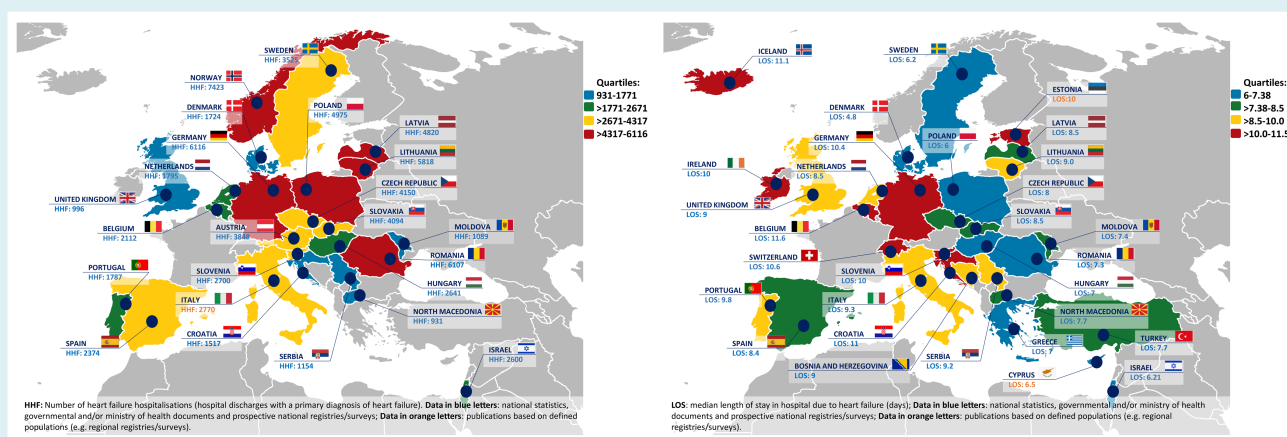 SWEDEN
HHF: 3525
NORWAY
HHF: 7423
DENMARK
HHF: 1724
POLAND
HHF: 4975
GERMANY
HHF: 6116
LATVIA
HHF: 4820
LITHUANIA
HHF: 5818
NETHERLANDS
HHF: 1795
CZECH REPUBLIC
HHF: 4150
UNITED KINGDOM
HHF: 996
SLOVAKIA
HHF: 4094
BELGIUM
HHF: 2112
AUSTRIA
HHF: 3848
MOLDOVA
HHF: 1089
ROMANIA
HHF: 6107
PORTUGAL
HHF: 1787
SLOVENIA
HHF: 2700
HUNGARY
HHF: 2641
ITALY
HHF: 2770
NORTH MACEDONIA
HHF: 931
CROATIA
HHF: 1517
SPAIN
HHF: 2374
SERBIA
HHF: 1154
ISRAEL
HHF: 2600
Quartiles:
931-1771
>1771-2671
>2671-4317
>4317-6116
HHF: Number of heart failure hospitalisations (hospital discharges with a primary diagnosis of heart failure). Data in blue letters: national statistics,
governmental and/or ministry of health documents and prospective national registries/surveys; Data in orange letters: publications based on defined
populations (e.g. regional registries/surveys).
ICELAND
LOS: 11.1
SWEDEN
LOS: 6.2
ESTONIA
LOS:10
DENMARK
LOS: 4.8
LATVIA
LOS: 8.5
GERMANY
LOS: 10.4
POLAND
LOS: 6
LITHUANIA
LOS: 9.0
IRELAND
LOS: 10
NETHERLANDS
LOS: 8.5
CZECH REPUBLIC
LOS: 8
UNITED KINGDOM
LOS: 9
SLOVAKIA
LOS: 8.5
BELGIUM
LOS: 11.6
MOLDOVA
LOS: 7.4
SWITZERLAND
LOS: 10.6
ROMANIA
LOS: 7.3
SLOVENIA
LOS: 10
HUNGARY
LOS: 7
PORTUGAL
LOS: 9.8
ITALY
LOS: 9.3
NORTH MACEDONIA
LOS: 7.7
SPAIN
LOS: 8.4
CROATIA
LOS: 11
GREECE
LOS: 7
TURKEY
LOS: 7.7
BOSNIA AND HERZEGOVINA
LOS: 9
SERBIA
LOS: 9.2
CYPRUS
LOS: 6.5
ISRAEL
LOS: 6.21
Quartiles:
6-7.38
>7.38-8.5
>8.5-10.0
>10.0-11.
LOS: median length of stay in hospital due to heart failure (days); Data in blue letters: national statistics, governmental and/or ministry of health
documents and prospective national registries/surveys; Data in orange letters: publications based on defined populations (e.g. regional
registries/surveys).